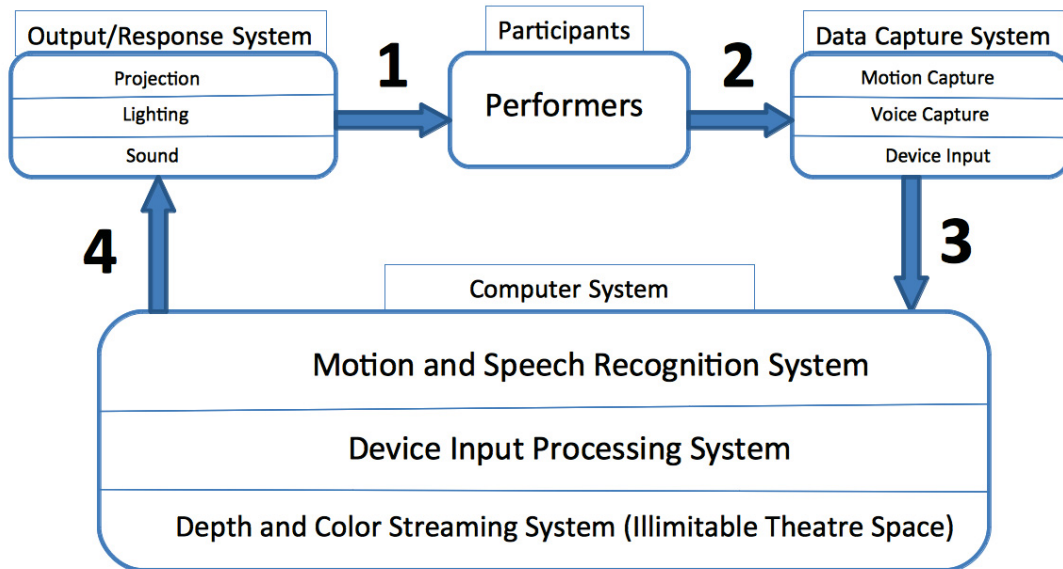 Output/Response System
Projection
Lighting
Sound
1
Participants
Performers
2
Data Capture System
Motion Capture
Voice Capture
Device Input
4
3
Computer System
Motion and Speech Recognition System
Device Input Processing System
Depth and Color Streaming System (Illimitable Theatre Space)